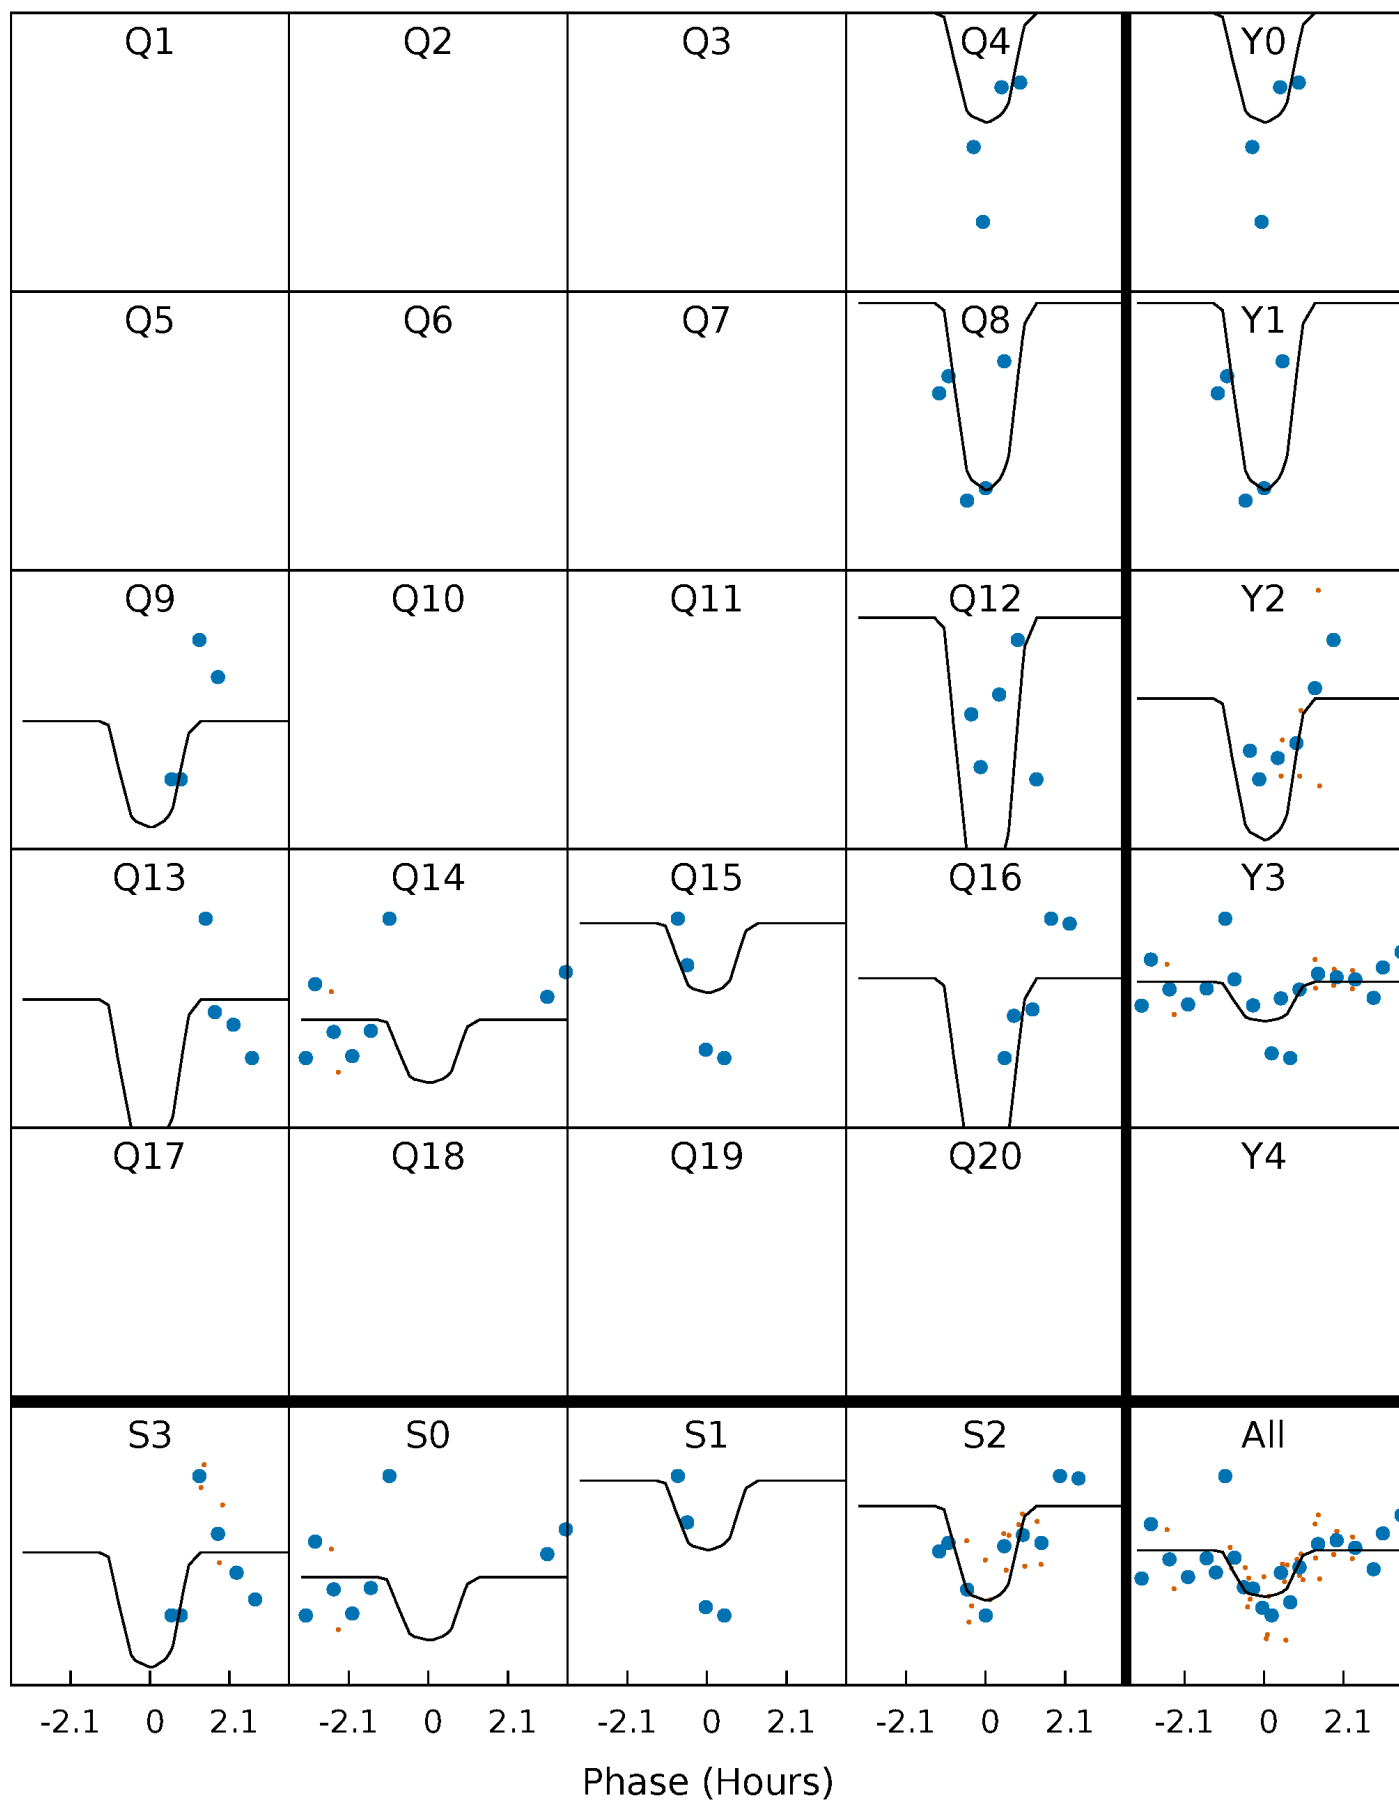 Q1 Q2 Q3 Q4 Y0
Q5 Q6 Q7 Q8 Y1
Q9 Q10 Q11 Q12 Y2
Q13 Q14 Q15 Q16 Y3
Q17 Q18 Q19 Q20 Y4
S3 S0 S1 S2 All
-2.1 0 2.1 -2.1 0 2.1 -2.1 0 2.1 -2.1 0 2.1 -2.1 0 2.1
Phase (Hours)